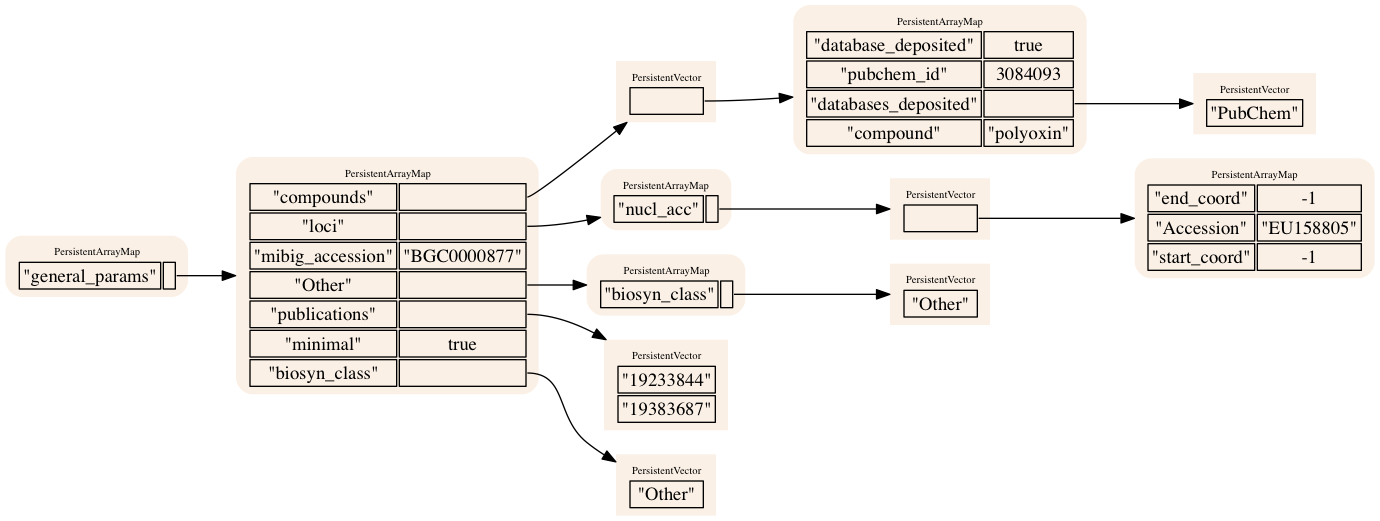 PersistentArrayMap
"general_params"
PersistentArrayMap
"compounds"
"loci"
"mibig_accession" "BGC0000877"
"Other"
"publications"
"minimal" true
"biosyn_class"
PersistentVector
PersistentArrayMap
"database_deposited" true
"pubchem_id" 3084093
"databases_deposited"
"compound" "polyoxin"
PersistentVector
"PubChem"
PersistentArrayMap
"nucl_acc"
PersistentVector
PersistentArrayMap
"end_coord" -1
"Accession" "EU158805"
"start_coord" -1
PersistentArrayMap
"biosyn_class"
PersistentVector
"Other"
PersistentVector
"19233844"
"19383687"
PersistentVector
"Other"